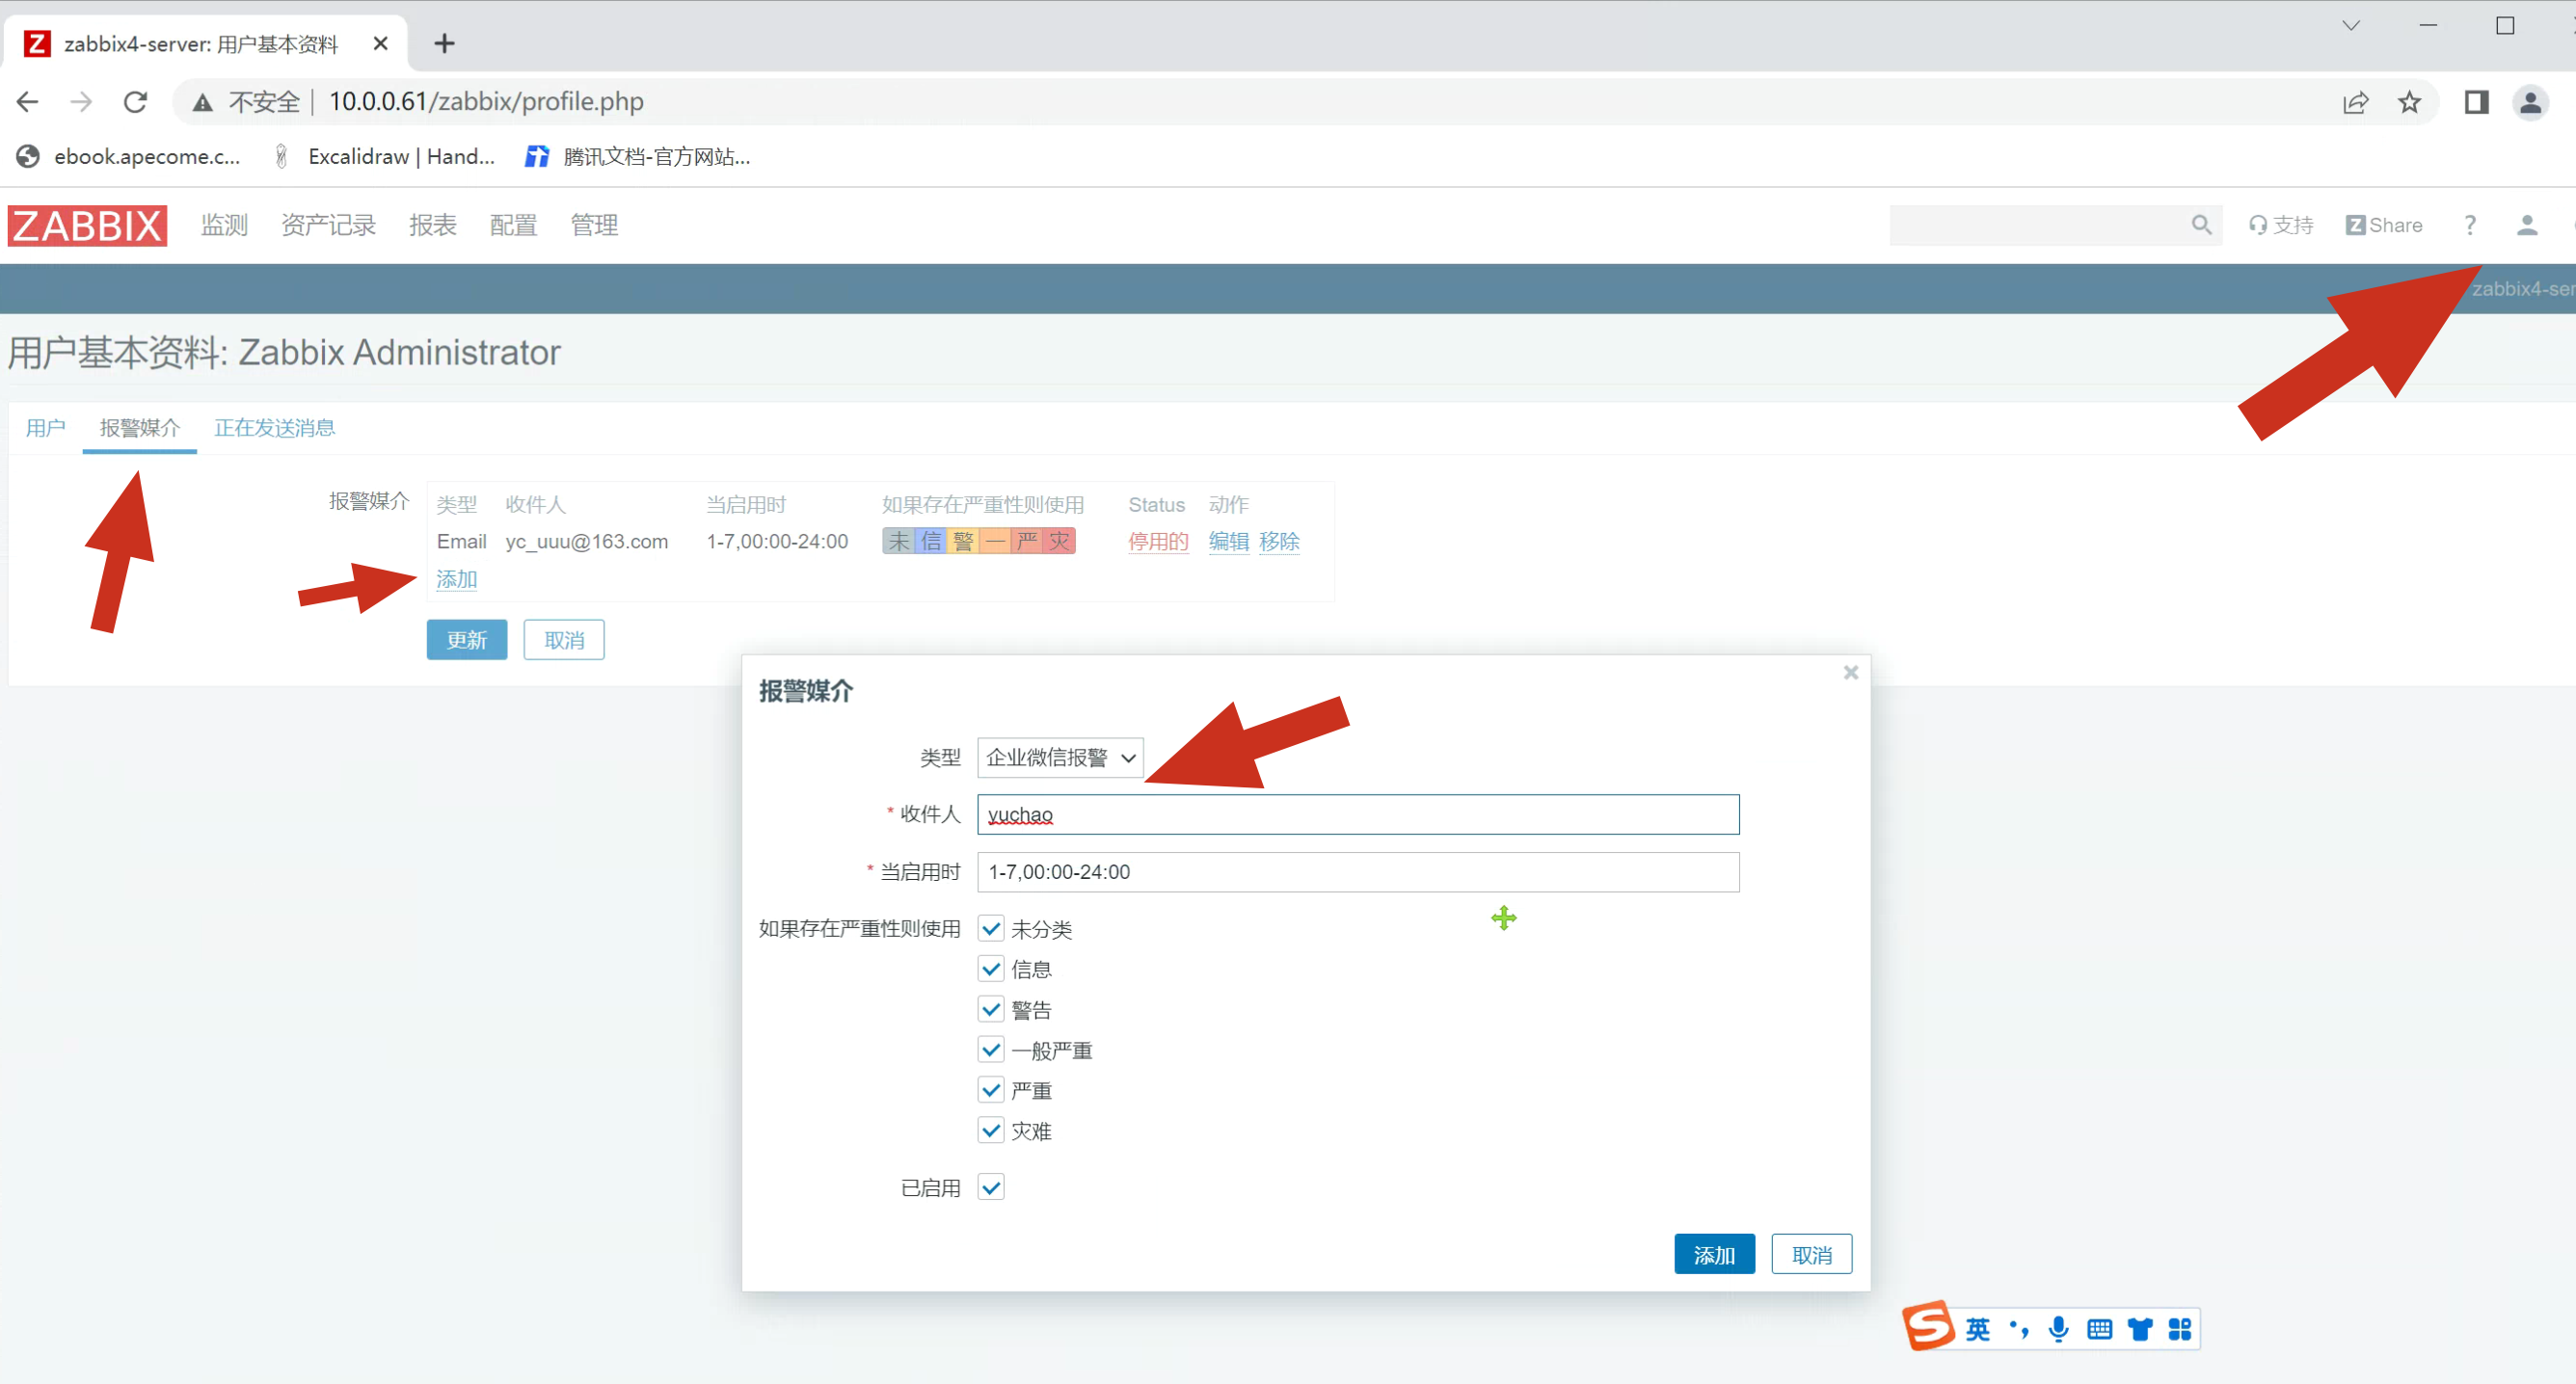 zabbix4-server: 用户基本资料
不安全 10.0.0.61/zabbix/profile.php
ebook.apecome.c... Excalidraw | Hand... 腾讯文档-官方网站...
ZABBIX 监测 资产记录 报表 配置 管理 支持 Z Share ?
zabbix4-ser
用户基本资料: Zabbix Administrator
用户 报警媒介 正在发送消息
报警媒介 类型 收件人 当启用时 如果存在严重性则使用 Status 动作
Email yc_uuu@163.com 1-7,00:00-24:00 未 信 警 一 严 灾 停用的 编辑 移除
添加
更新 取消
报警媒介
类型 企业微信报警
* 收件人 yuchao
* 当启用时 1-7,00:00-24:00
如果存在严重性则使用 未分类
信息
警告
一般严重
严重
灾难
已启用
添加 取消
英